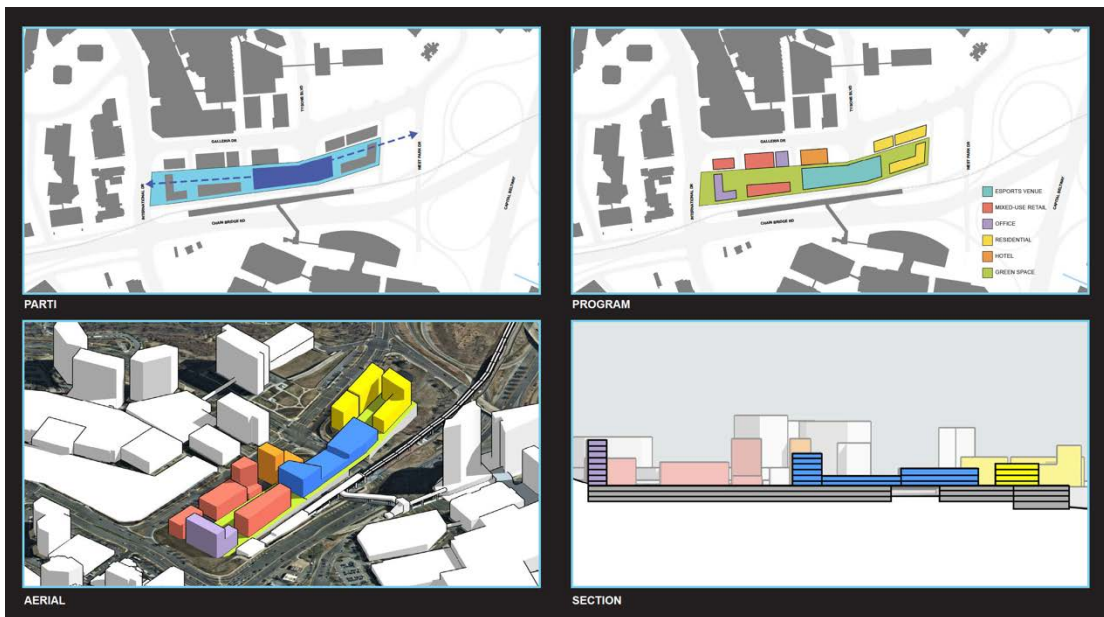 TYSONS BLVD
GALLERIA DR
INTERNATIONAL DR
WEST PARK DR
CAPITAL BELTWAY
CHAIN BRIDGE RD
PARTI
TYSONS BLVD
GALLERIA DR
INTERNATIONAL DR
WEST PARK DR
CAPITAL BELTWAY
CHAIN BRIDGE RD
ESPORTS VENUE
MIXED-USE RETAIL
OFFICE
RESIDENTIAL
HOTEL
GREEN SPACE
PROGRAM
AERIAL
SECTION